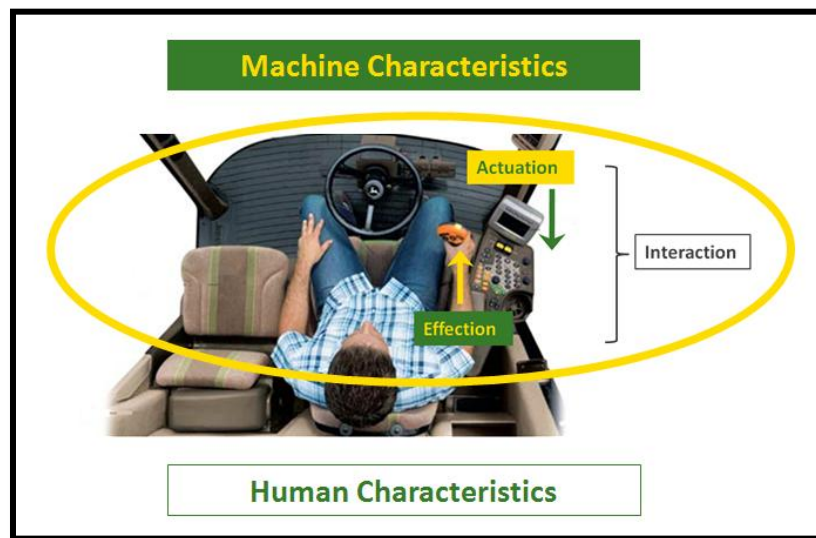 Machine Characteristics
Actuation
Interaction
Effection
Human Characteristics